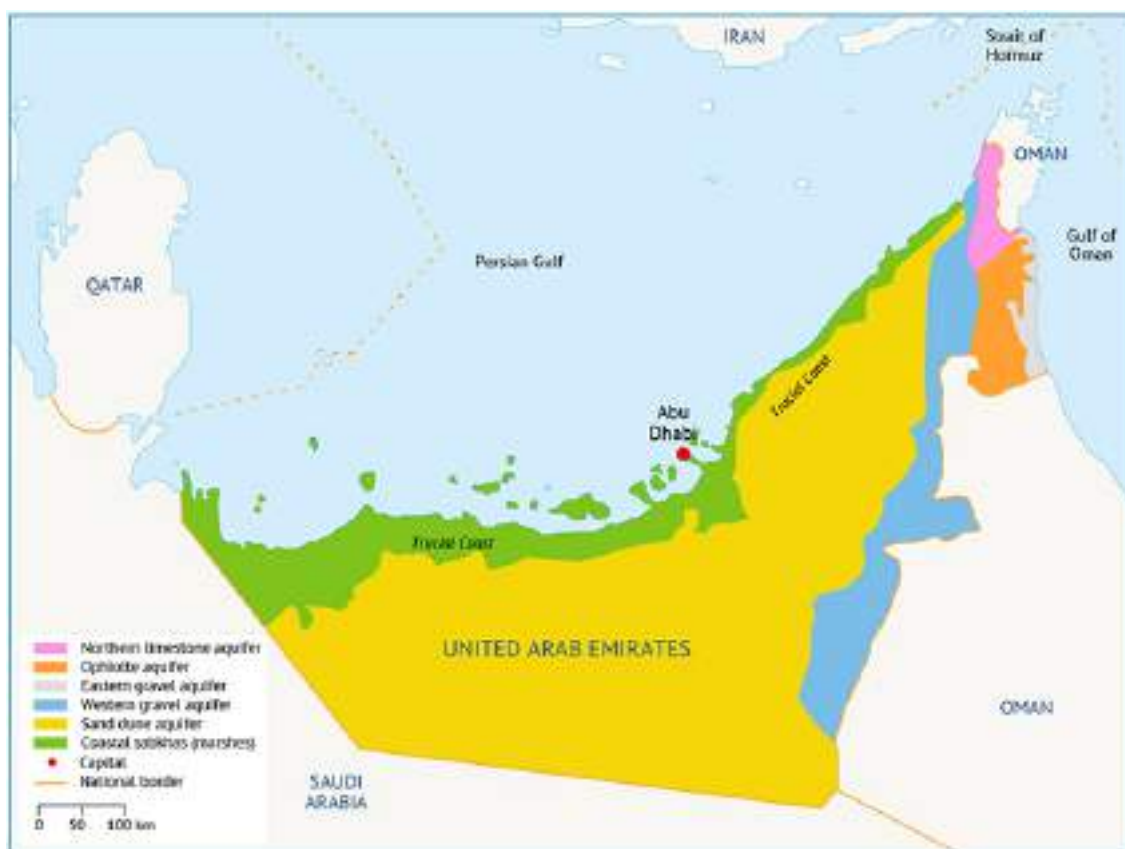 IRAN
Strait of
Hormuz
OMAN
Gulf of
Oman
Persian Gulf
QATAR
Trucial Coast
Abu
Dhabi
Trucial Coast
UNITED ARAB EMIRATES
OMAN
SAUDI
ARABIA
Northern limestone aquifer
Ophiolite aquifer
Eastern gravel aquifer
Western gravel aquifer
Sand dune aquifer
Coastal sabkhas (marshes)
Capital
National border
0 50 100 km